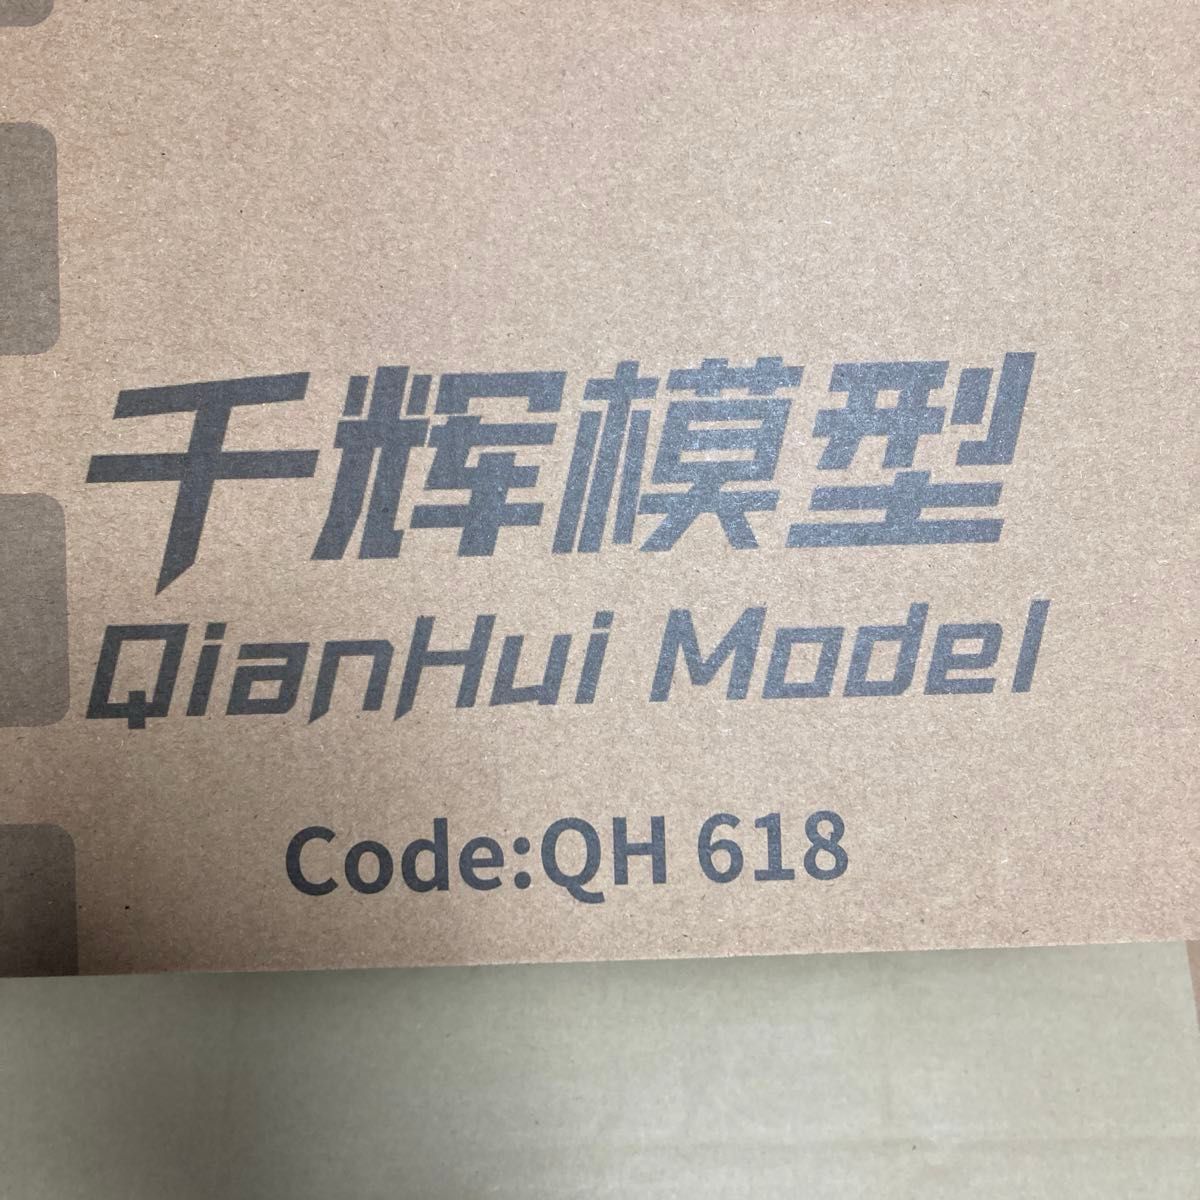 千辉模型
QianHui Model
Code:QH 618